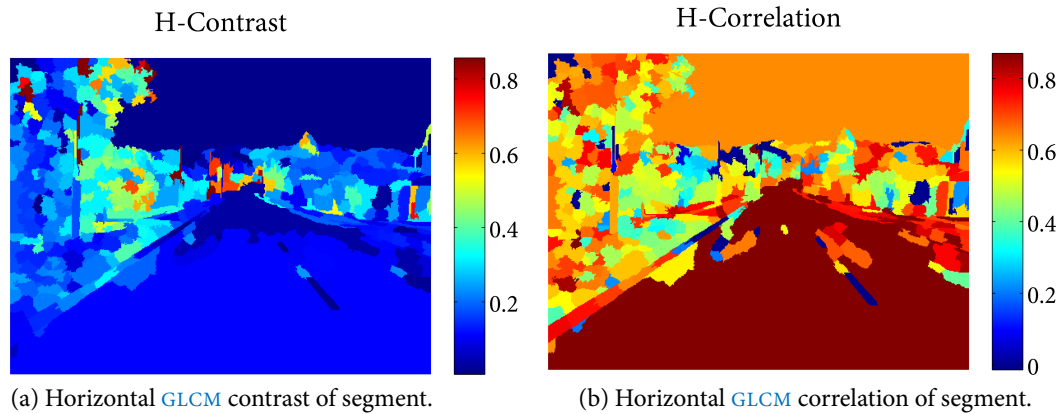 H-Contrast
H-Correlation
0.8
0.6
0.4
0.2
0.8
0.6
0.4
0.2
0
(a) Horizontal GLCM contrast of segment.
(b) Horizontal GLCM correlation of segment.